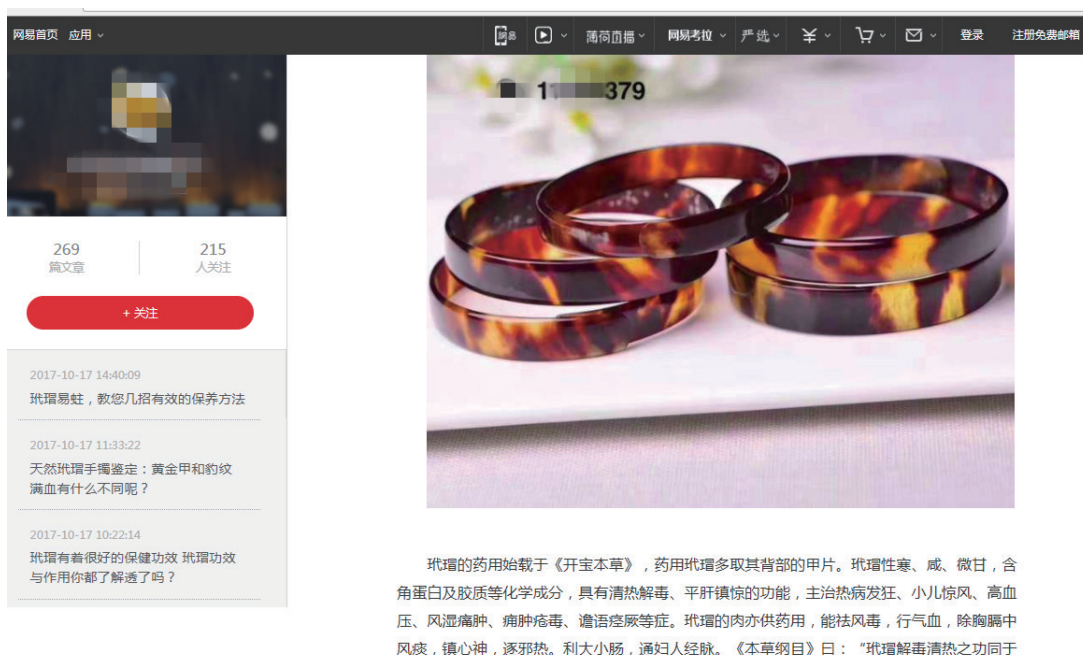 网易首页 应用
薄荷直播 网易考拉 严选 登录 注册免费邮箱
379
269
篇文章
215
人关注
+ 关注
2017-10-17 14:40:09
玳瑁易蛀，教您几招有效的保养方法
2017-10-17 11:33:22
天然玳瑁手镯鉴定：黄金甲和豹纹
满血有什么不同呢？
2017-10-17 10:22:14
玳瑁有着很好的保健功效 玳瑁功效
与作用你都了解透了吗？
玳瑁的药用始载于《开宝本草》，药用玳瑁多取其背部的甲片。玳瑁性寒、咸、微甘，含
角蛋白及胶质等化学成分，具有清热解毒、平肝镇惊的功能，主治热病发狂、小儿惊风、高血
压、风湿痛肿、痈肿疮毒、谵语痉厥等症。玳瑁的肉亦供药用，能祛风毒，行气血，除胸膈中
风痰，镇心神，逐邪热。利大小肠，通妇人经脉。《本草纲目》曰：“玳瑁解毒清热之功同于